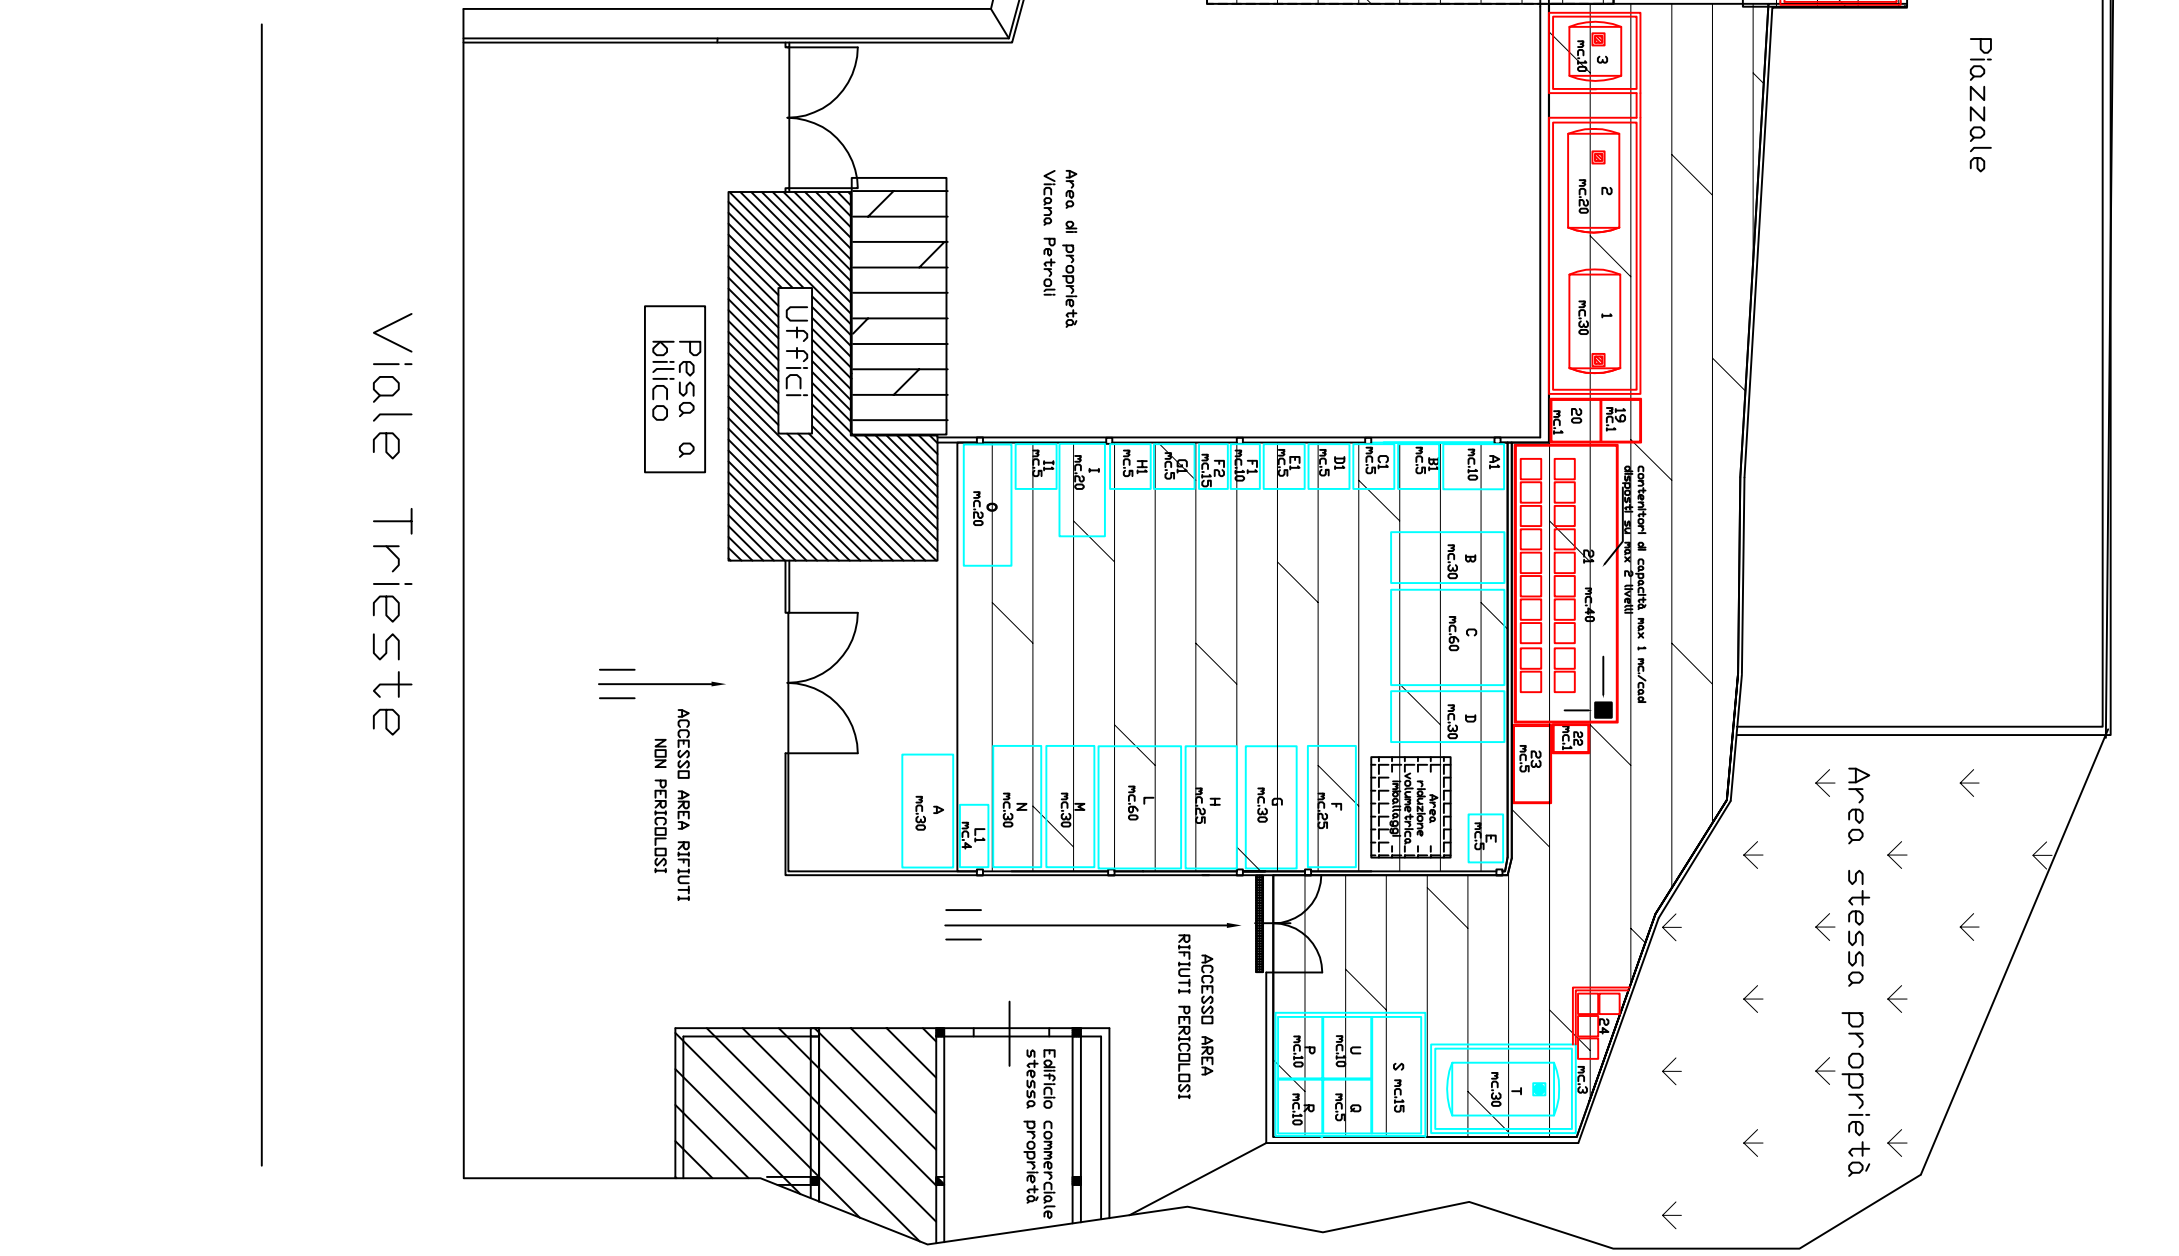 Piazzale
3
mc.10
2
mc.20
1
mc.30
19
mc.1
20
mc.1
contenitori di capacità max 1 mc./cad
disposti su max 2 livelli
21 mc.40
22
mc.1
23
mc.5
24
mc.3
Area stessa proprietà
Area di proprietà
Vicana Petroli
Uffici
Pesa a
bilico
Viale Trieste
A1
mc.10
B1
mc.5
C1
mc.5
D1
mc.5
E1
mc.5
F1
mc.10
F2
mc.15
G1
mc.5
H1
mc.5
I
mc.20
I1
mc.5
O
mc.20
B
mc.30
C
mc.60
D
mc.30
E
mc.5
Area
riduzione
volumetrica
imballaggi
F
mc.25
G
mc.30
H
mc.25
L
mc.60
M
mc.30
N
mc.30
L1
mc.4
A
mc.30
ACCESSO AREA RIFIUTI
NON PERICOLOSI
ACCESSO AREA
RIFIUTI PERICOLOSI
T
mc.30
S mc.15
U
mc.10
Q
mc.5
P
mc.10
R
mc.10
Edificio commerciale
stessa proprietà